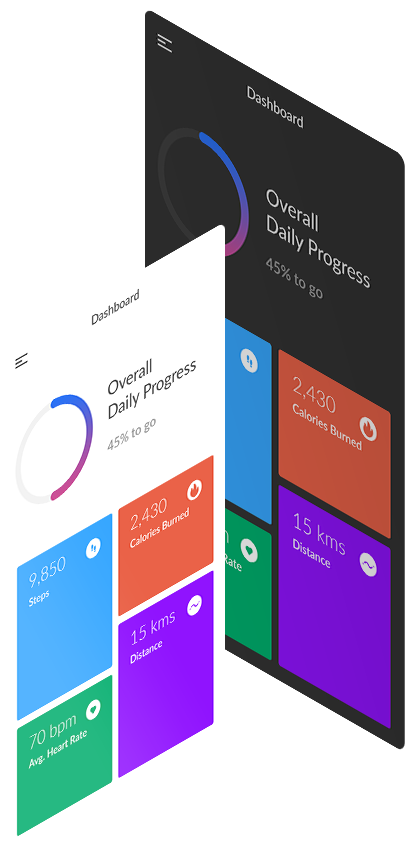 Dashboard
Overall
Daily Progress
45% to go
2,430
Calories Burned
15 kms
Distance
Rate
Dashboard
Overall
Daily Progress
45% to go
9,850
Steps
2,430
Calories Burned
15 kms
Distance
70 bpm
Avg. Heart Rate